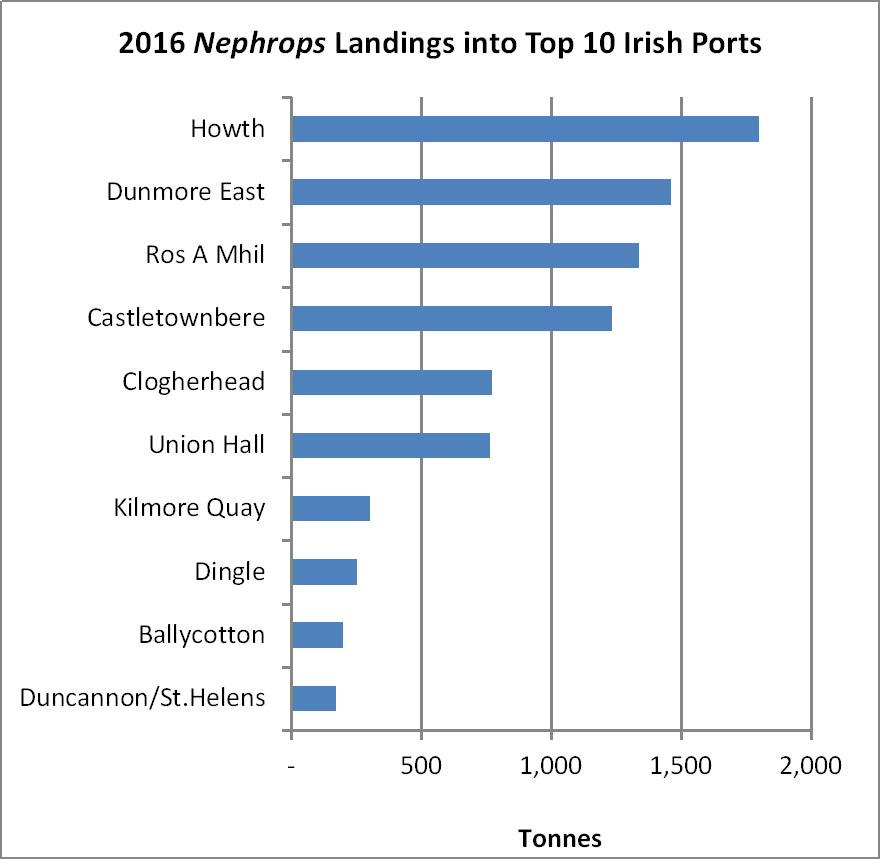 2016 Nephrops Landings into Top 10 Irish Ports
Howth
Dunmore East
Ros A Mhil
Castletownbere
Clogherhead
Union Hall
Kilmore Quay
Dingle
Ballycotton
Duncannon/St.Helens
- 500 1,000 1,500 2,000
Tonnes